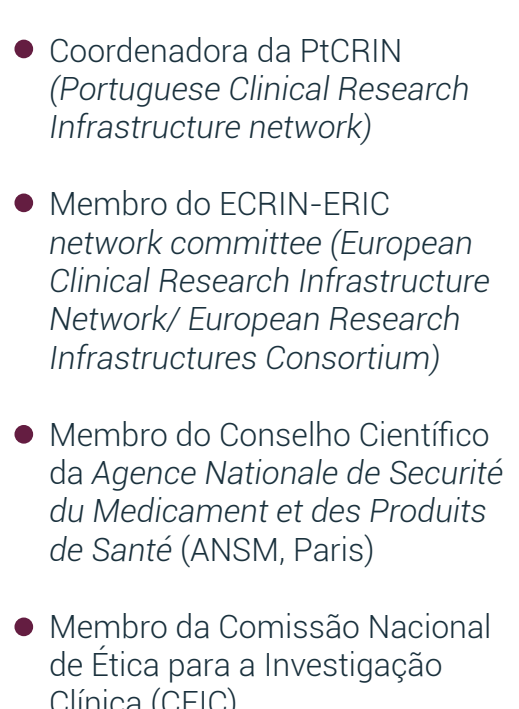 ● Coordenadora da PtCRIN
(Portuguese Clinical Research
Infrastructure network)
● Membro do ECRIN-ERIC
network committee (European
Clinical Research Infrastructure
Network/ European Research
Infrastructures Consortium)
● Membro do Conselho Científico
da Agence Nationale de Securité
du Medicament et des Produits
de Santé (ANSM, Paris)
● Membro da Comissão Nacional
de Ética para a Investigação
Clínica (CEIC)